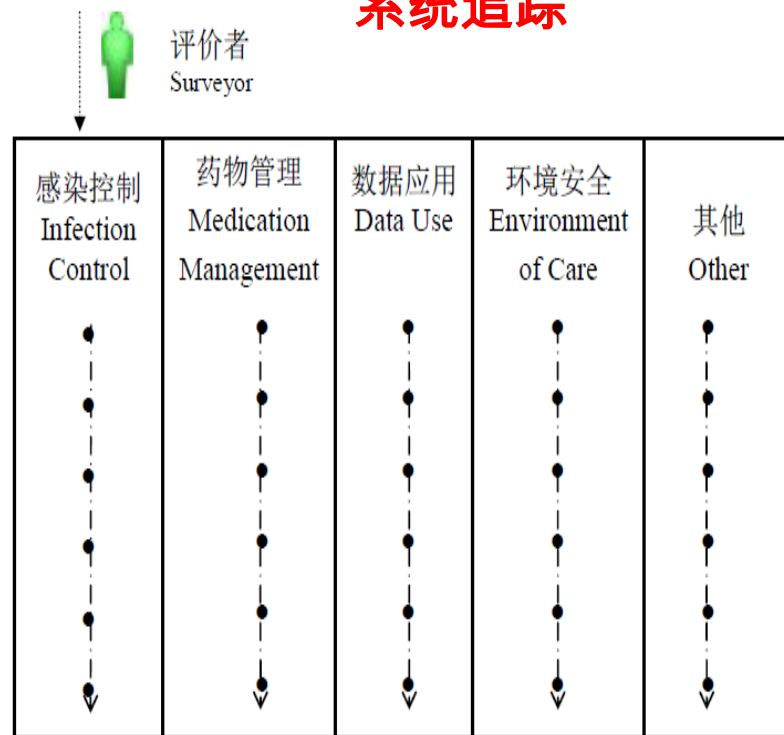 系统追踪
评价者
Surveyor
感染控制
Infection
Control
药物管理
Medication
Management
数据应用
Data Use
环境安全
Environment
of Care
其他
Other